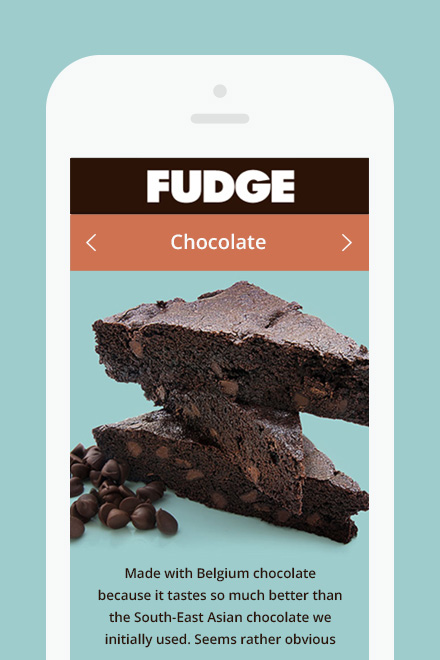 FUDGE
Chocolate
Made with Belgium chocolate
because it tastes so much better than
the South-East Asian chocolate we
initially used. Seems rather obvious